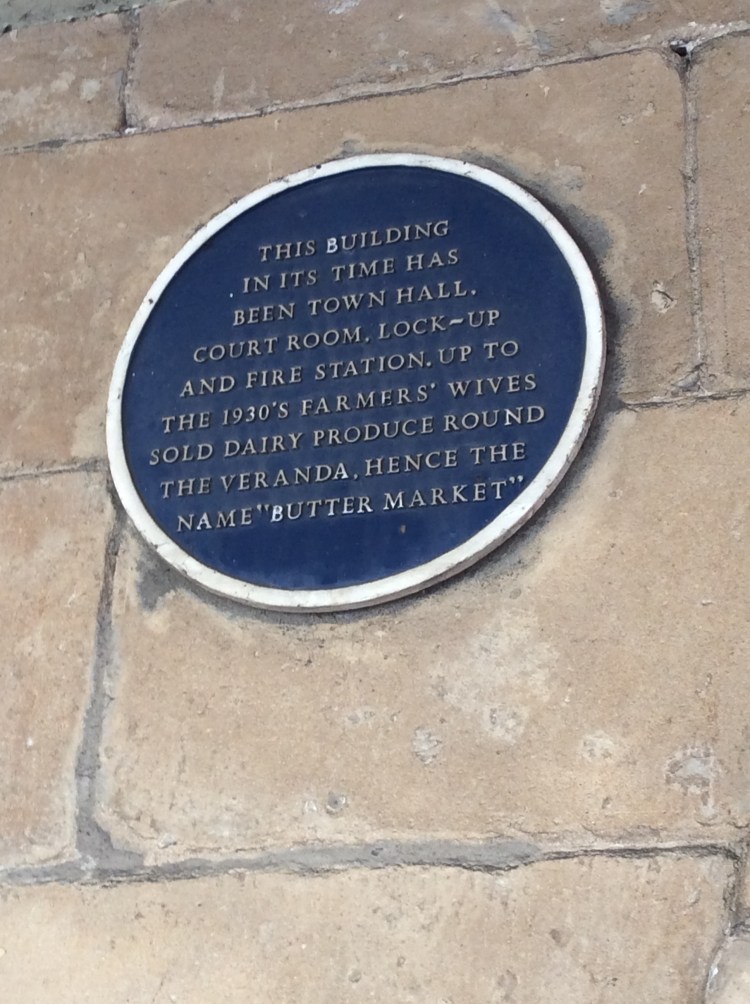 THIS BUILDING
IN ITS TIME HAS
BEEN TOWN HALL.
COURT ROOM, LOCK-UP
AND FIRE STATION. UP TO
THE 1930'S FARMERS' WIVES
SOLD DAIRY PRODUCE ROUND
THE VERANDA, HENCE THE
NAME "BUTTER MARKET"